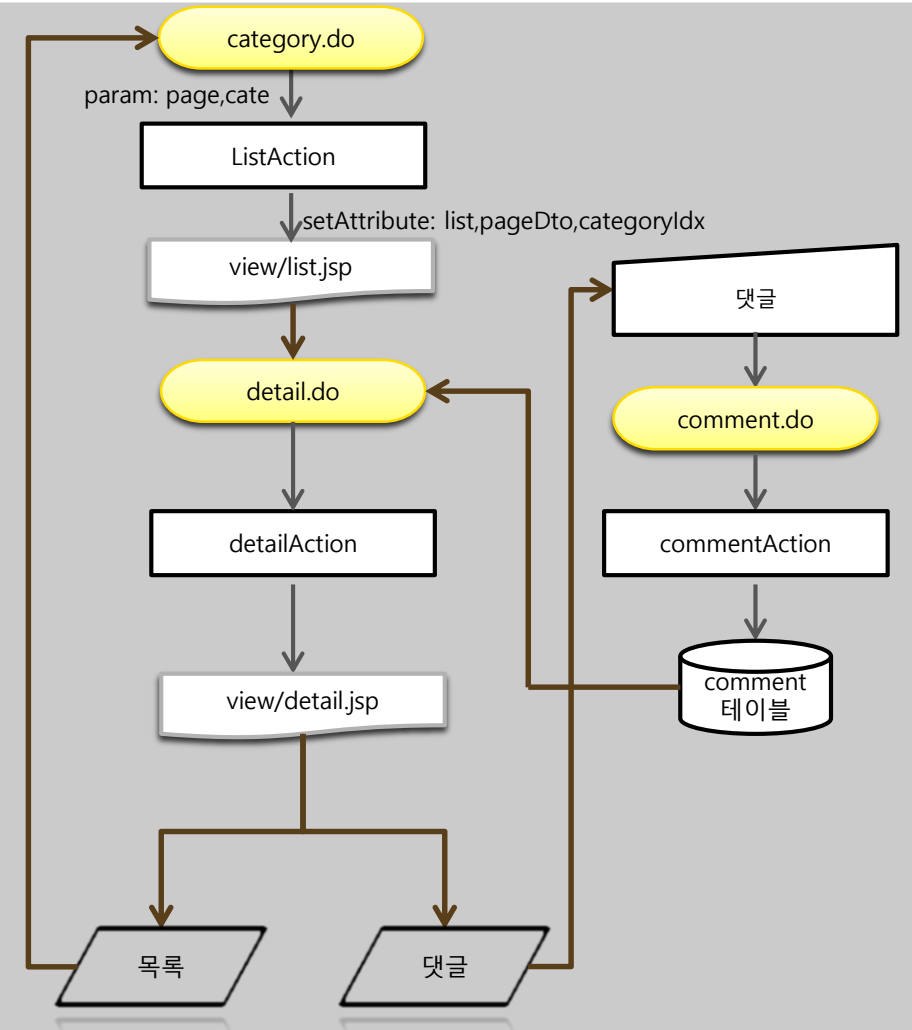 category.do
param: page,cate
ListAction
setAttribute: list,pageDto,categoryIdx
view/list.jsp
댓글
detail.do
comment.do
detailAction
commentAction
view/detail.jsp
comment
테이블
목록
댓글